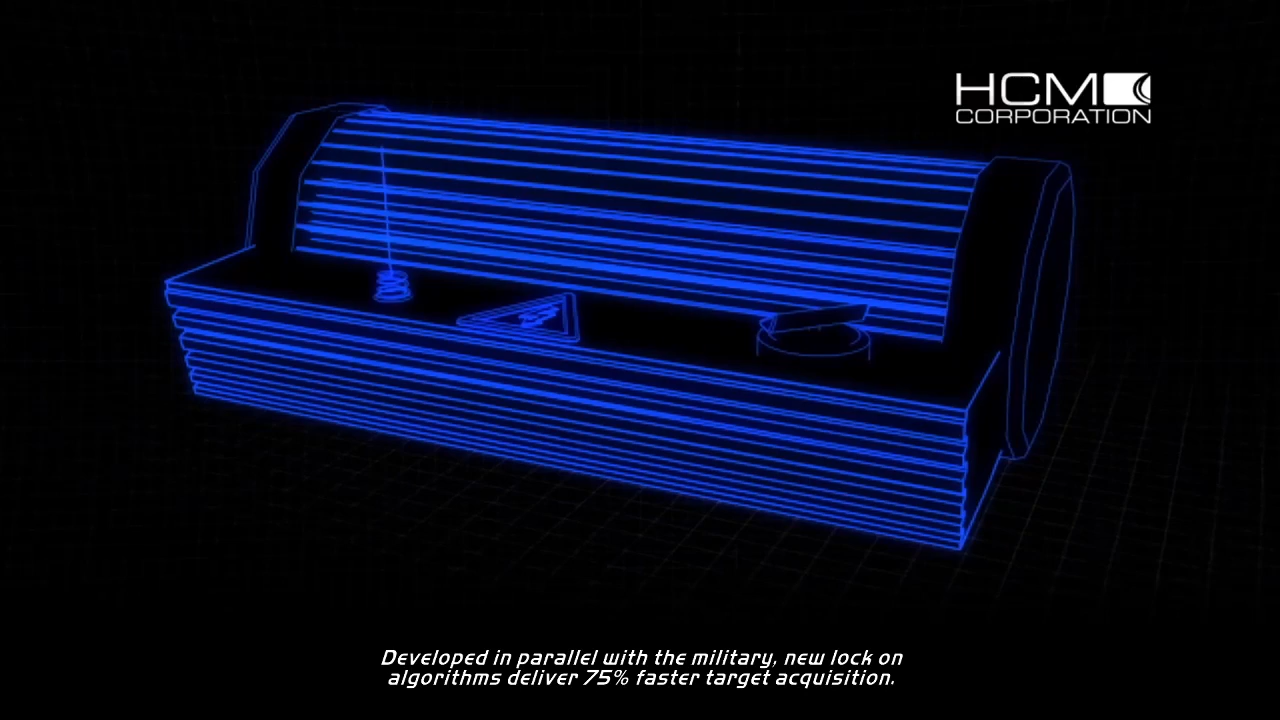 HCM
CORPORATION
Developed in parallel with the military, new lock on
algorithms deliver 75% faster target acquisition.